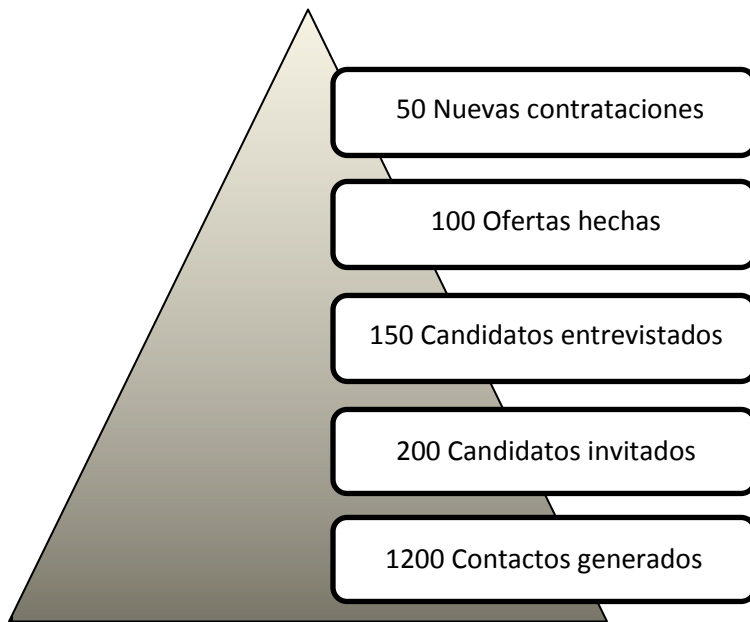 50 Nuevas contrataciones
100 Ofertas hechas
150 Candidatos entrevistados
200 Candidatos invitados
1200 Contactos generados